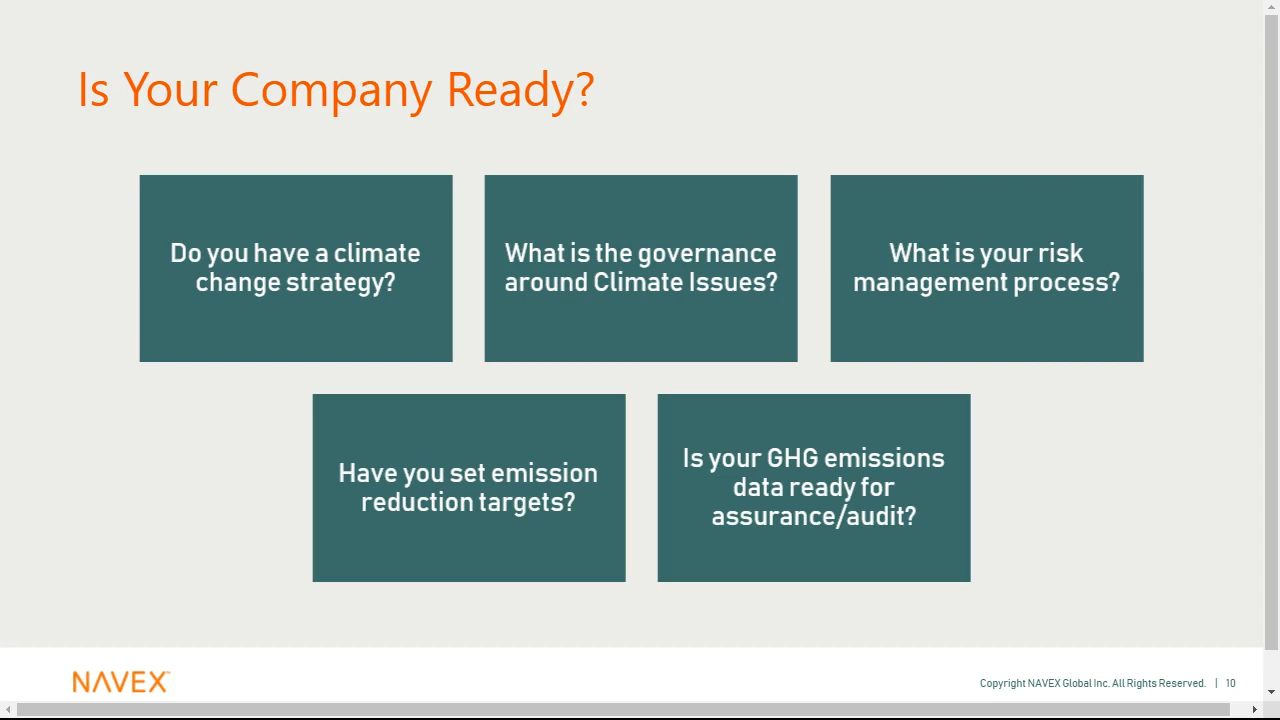 Is Your Company Ready?
Do you have a climate
change strategy?
What is the governance
around Climate Issues?
What is your risk
management process?
Have you set emission
reduction targets?
Is your GHG emissions
data ready for
assurance/audit?
NAVEX™
Copyright NAVEX Global Inc. All Rights Reserved. | 10